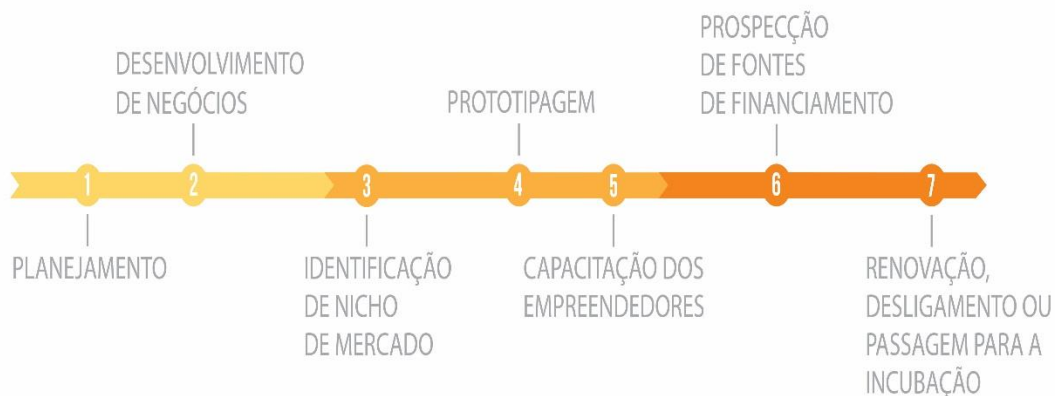 PROSPECÇÃO
DE FONTES
DE FINANCIAMENTO
DESENVOLVIMENTO
DE NEGÓCIOS
PROTOTIPAGEM
1
2
3
4
5
6
7
PLANEJAMENTO
IDENTIFICAÇÃO
DE NICHO
DE MERCADO
CAPACITAÇÃO DOS
EMPREENDEDORES
RENOVAÇÃO,
DESLIGAMENTO OU
PASSAGEM PARA A
INCUBAÇÃO